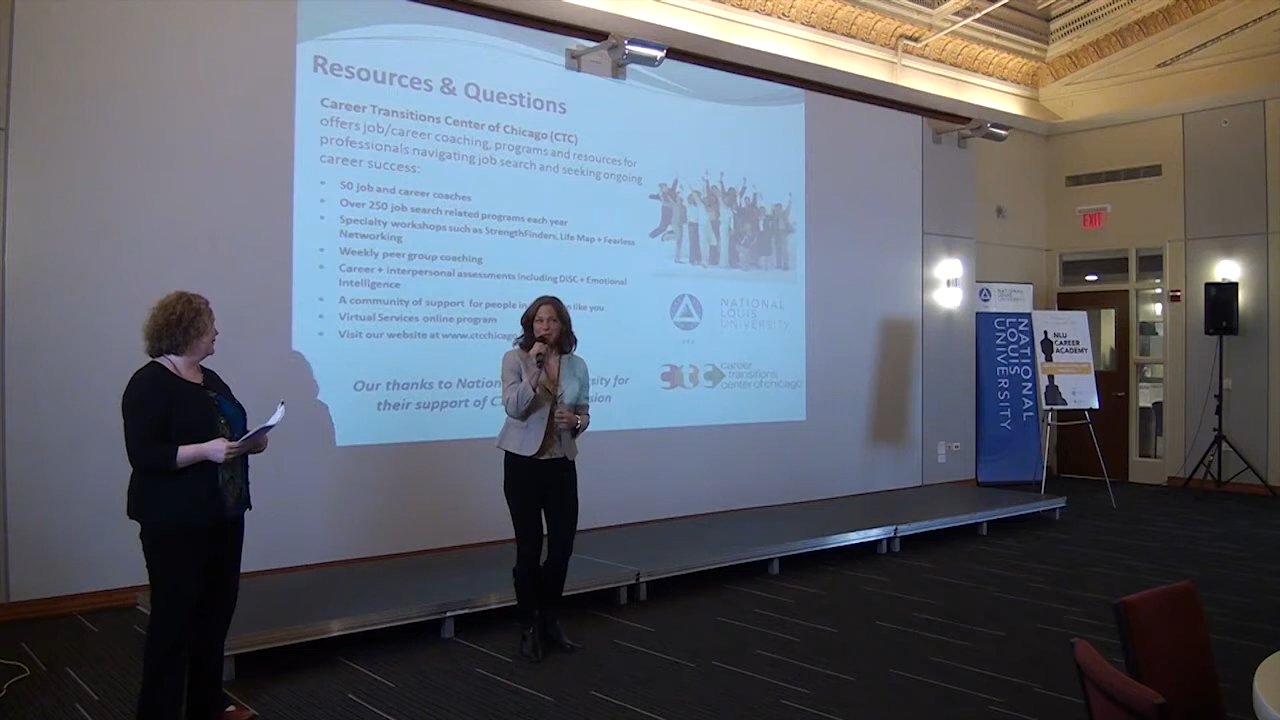 Resources & Questions
Career Transitions Center of Chicago (CTC)
offers job/career coaching, programs and resources for
professionals navigating job search and seeking ongoing
career success:
• 50 job and career coaches
• Over 250 job search related programs each year
• Specialty workshops such as StrengthFinders, Life Map + Fearless
Networking
• Weekly peer group coaching
• Career + interpersonal assessments including DiSC + Emotional
Intelligence
• A community of support for people in like you
• Virtual Services online program
• Visit our website at www.ctcchicago
Our thanks to Nation sity for
their support of C sion
NATIONAL
LOUIS
UNIVERSITY
career
transitions
center of chicago
EXIT
NATIONAL
LOUIS
UNIVERSITY
NATIONAL
LOUIS
UNIVERSITY
NLU
CAREER
ACADEMY